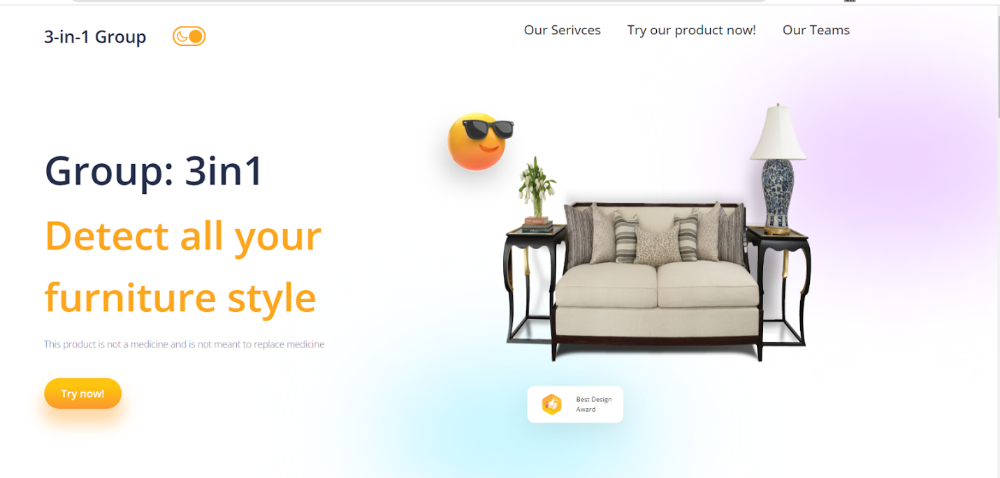 3-in-1 Group
Our Serivces
Try our product now!
Our Teams
Group: 3in1
Detect all your
furniture style
This product is not a medicine and is not meant to replace medicine
Try now!
Best Design
Award